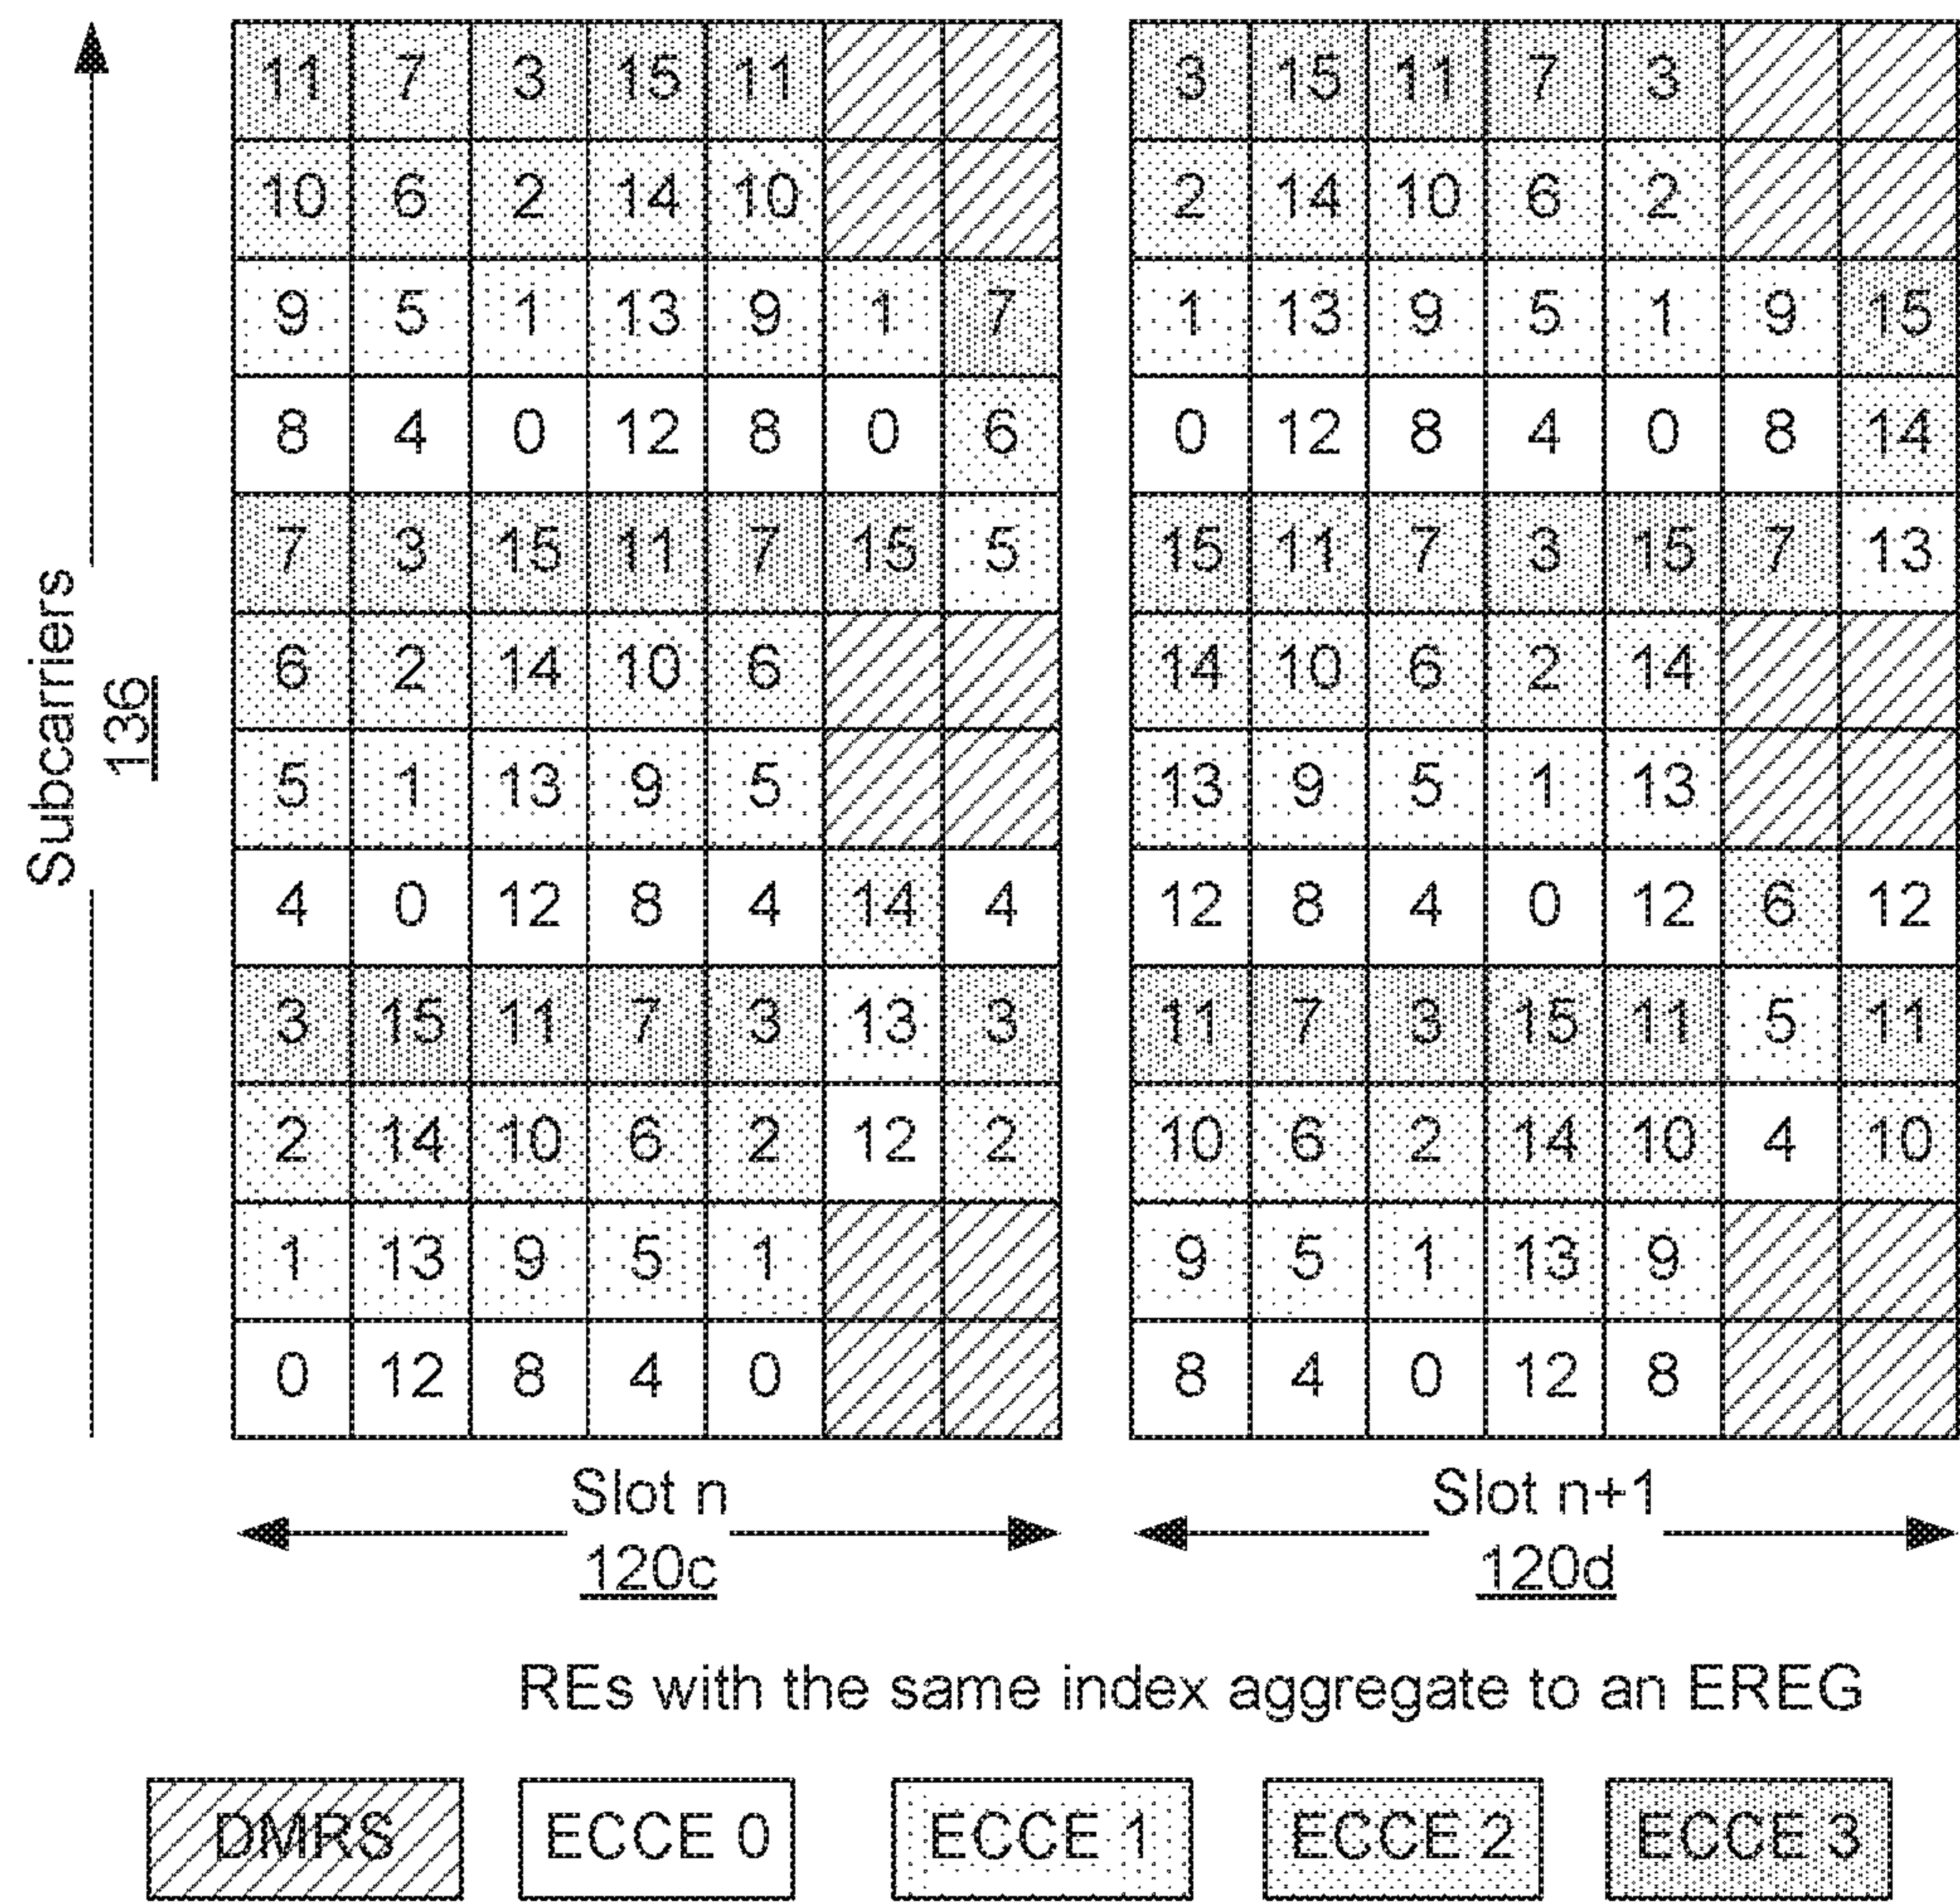 11 7 3 15 11 3 15 11 7 3
10 6 2 14 10 2 14 10 6 2
9 5 1 13 9 1 7 1 13 9 5 1 9 15
8 4 0 12 8 0 6 0 12 8 4 0 8 14
7 3 15 11 7 15 5 15 11 7 3 15 7 13
6 2 14 10 6 14 10 6 2 14
5 1 13 9 5 13 9 5 1 13
4 0 12 8 4 14 4 12 8 4 0 12 6 12
3 15 11 7 3 13 3 11 7 3 15 11 5 11
2 14 10 6 2 12 2 10 6 2 14 10 4 10
1 13 9 5 1 9 5 1 13 9
0 12 8 4 0 8 4 0 12 8
Subcarriers
136
Slot n
120c
Slot n+1
120d
REs with the same index aggregate to an EREG
DMRS
ECCE 0
ECCE 1
ECCE 2
ECCE 3